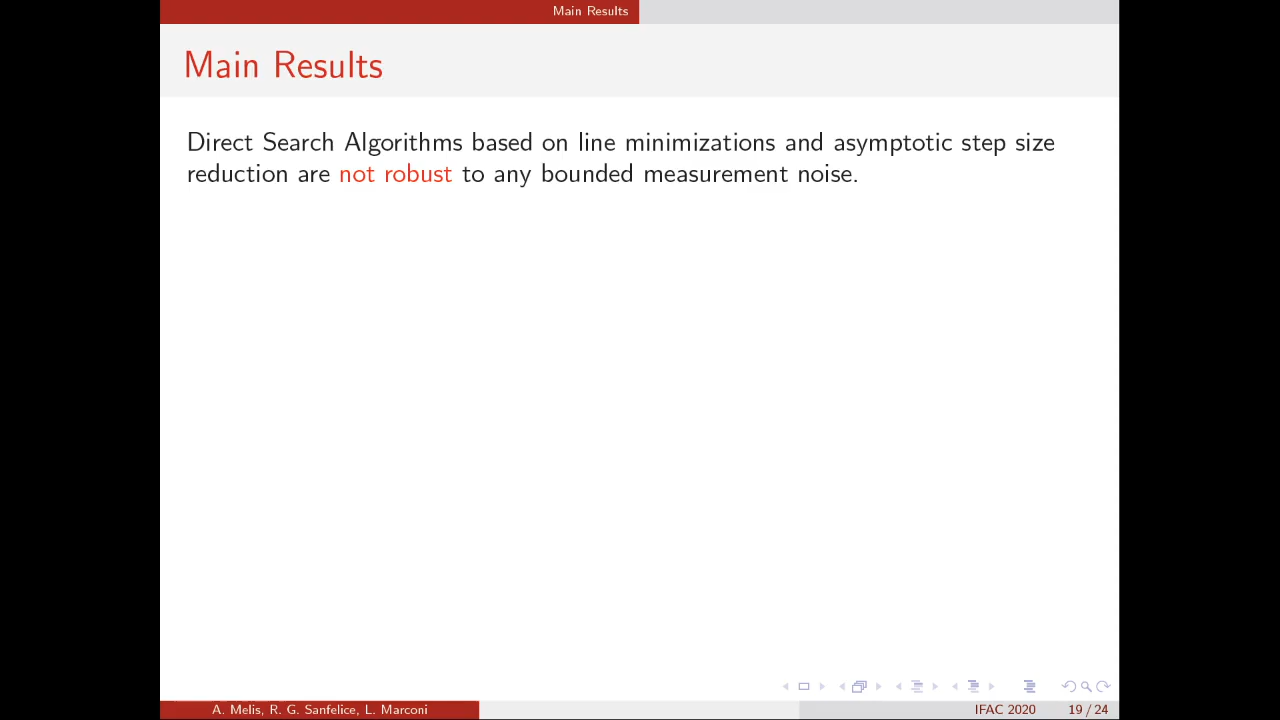 Main Results
Main Results
Direct Search Algorithms based on line minimizations and asymptotic step size
reduction are not robust to any bounded measurement noise.
A. Melis, R. G. Sanfelice, L. Marconi
IFAC 2020
19 / 24